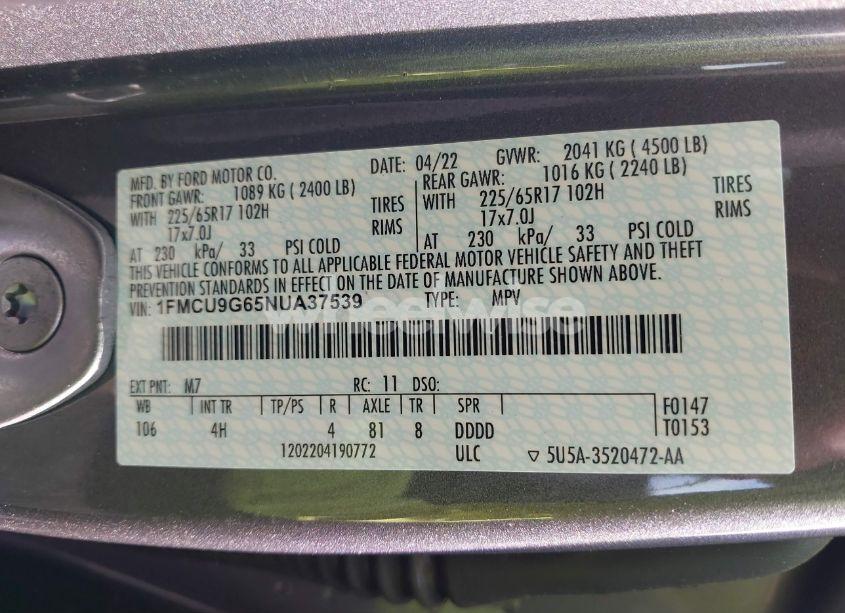 MFD. BY FORD MOTOR CO. DATE: 04/22 GVWR: 2041 KG ( 4500 LB)
FRONT GAWR: 1089 KG ( 2400 LB) REAR GAWR: 1016 KG ( 2240 LB)
WITH 225/65R17 102H TIRES WITH 225/65R17 102H TIRES
17x7.0J RIMS 17x7.0J RIMS
AT 230 kPa/ 33 PSI COLD AT 230 kPa/ 33 PSI COLD
THIS VEHICLE CONFORMS TO ALL APPLICABLE FEDERAL MOTOR VEHICLE SAFETY AND THEFT
PREVENTION STANDARDS IN EFFECT ON THE DATE OF MANUFACTURE SHOWN ABOVE.
VIN: 1FMCU9G65NUA37539 TYPE: MPV
wheelwise
EXT PNT: M7 RC: 11 DSO:
WB INT TR TP/PS R AXLE TR SPR F0147
106 4H 4 81 8 DDDD T0153
1202204190772 ULC ▽ 5U5A-3520472-AA